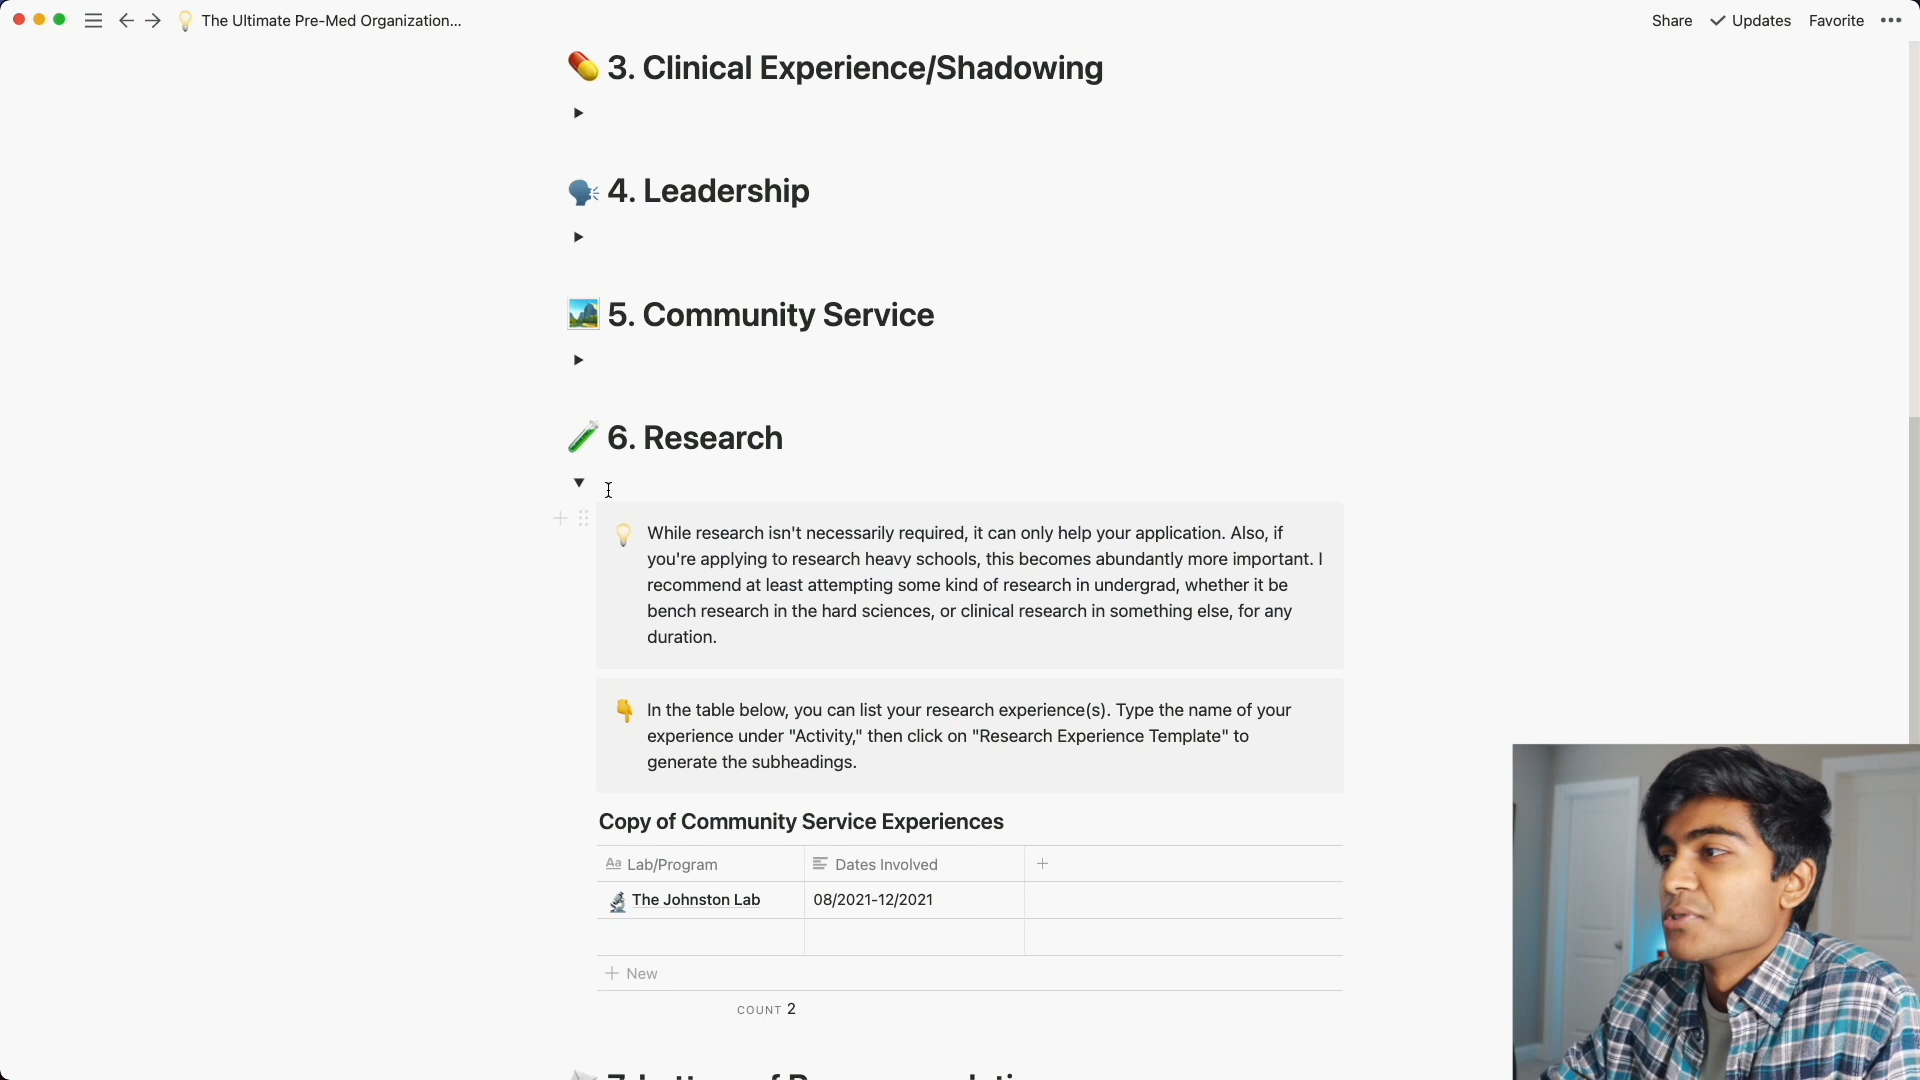 The Ultimate Pre-Med Organization...
Share
Updates
Favorite
3. Clinical Experience/Shadowing
4. Leadership
5. Community Service
6. Research
While research isn't necessarily required, it can only help your application. Also, if
you're applying to research heavy schools, this becomes abundantly more important. I
recommend at least attempting some kind of research in undergrad, whether it be
bench research in the hard sciences, or clinical research in something else, for any
duration.
In the table below, you can list your research experience(s). Type the name of your
experience under "Activity," then click on "Research Experience Template" to
generate the subheadings.
Copy of Community Service Experiences
Aa Lab/Program
Dates Involved
The Johnston Lab
08/2021-12/2021
New
COUNT 2